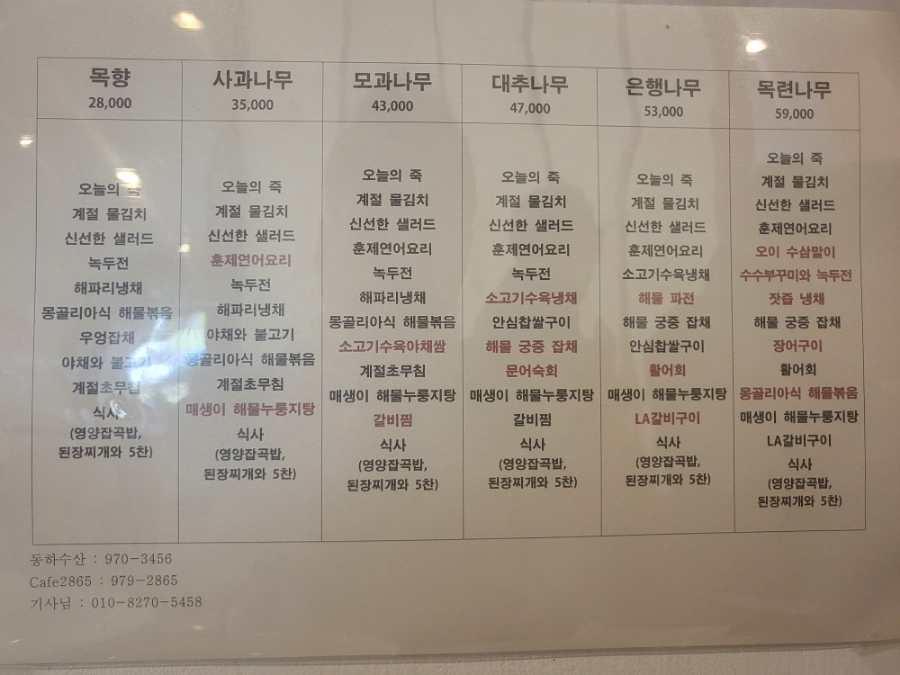 목향
28,000
오늘의 죽
계절 물김치
신선한 샐러드
녹두전
해파리냉채
몽골리아식 해물볶음
우엉잡채
야채와 불고기
계절초무침
식사
(영양잡곡밥,
된장찌개와 5찬)
사과나무
35,000
오늘의 죽
계절 물김치
신선한 샐러드
훈제연어요리
녹두전
해파리냉채
야채와 불고기
몽골리아식 해물볶음
계절초무침
매생이 해물누룽지탕
식사
(영양잡곡밥,
된장찌개와 5찬)
모과나무
43,000
오늘의 죽
계절 물김치
신선한 샐러드
훈제연어요리
녹두전
해파리냉채
몽골리아식 해물볶음
소고기수육야채쌈
계절초무침
매생이 해물누룽지탕
갈비찜
식사
(영양잡곡밥,
된장찌개와 5찬)
대추나무
47,000
오늘의 죽
계절 물김치
신선한 샐러드
훈제연어요리
녹두전
소고기수육냉채
안심찹쌀구이
해물 궁중 잡채
문어숙회
매생이 해물누룽지탕
갈비찜
식사
(영양잡곡밥,
된장찌개와 5찬)
은행나무
53,000
오늘의 죽
계절 물김치
신선한 샐러드
훈제연어요리
소고기수육냉채
해물 파전
해물 궁중 잡채
안심찹쌀구이
활어회
매생이 해물누룽지탕
LA갈비구이
식사
(영양잡곡밥,
된장찌개와 5찬)
목련나무
59,000
오늘의 죽
계절 물김치
신선한 샐러드
훈제연어요리
오이 수삼말이
수수부꾸미와 녹두전
잣즙 냉채
해물 궁중 잡채
장어구이
활어회
몽골리아식 해물볶음
매생이 해물누룽지탕
LA갈비구이
식사
(영양잡곡밥,
된장찌개와 5찬)
동하수산 : 970-3456
Cafe2865 : 979-2865
기사님 : 010-8270-5458